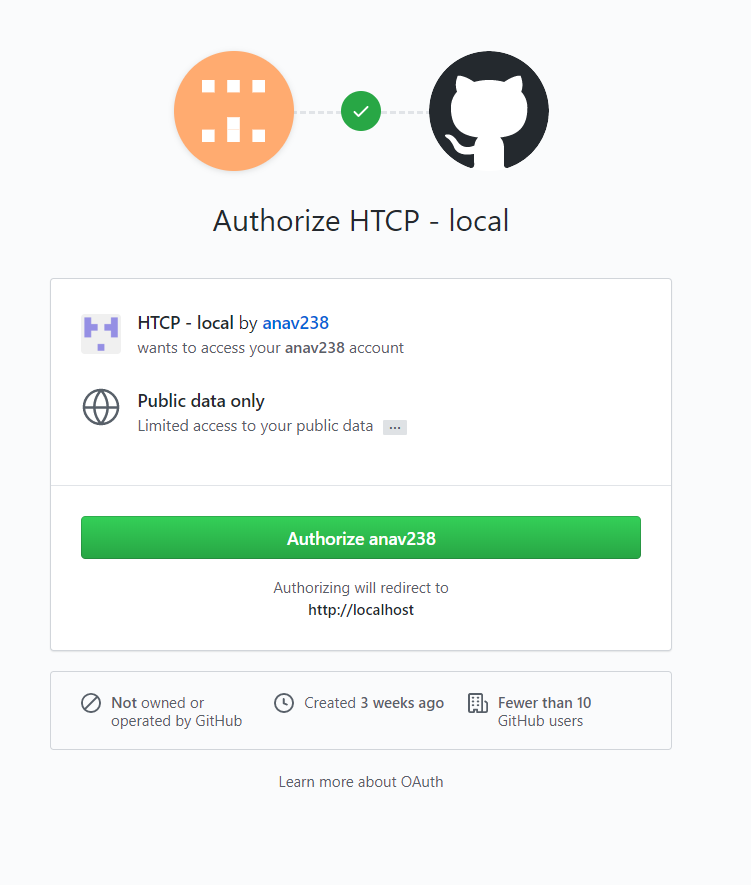 Authorize HTCP - local
HTCP - local by anav238
wants to access your anav238 account
Public data only
Limited access to your public data ...
Authorize anav238
Authorizing will redirect to
http://localhost
Not owned or
operated by GitHub
Created 3 weeks ago
Fewer than 10
GitHub users
Learn more about OAuth